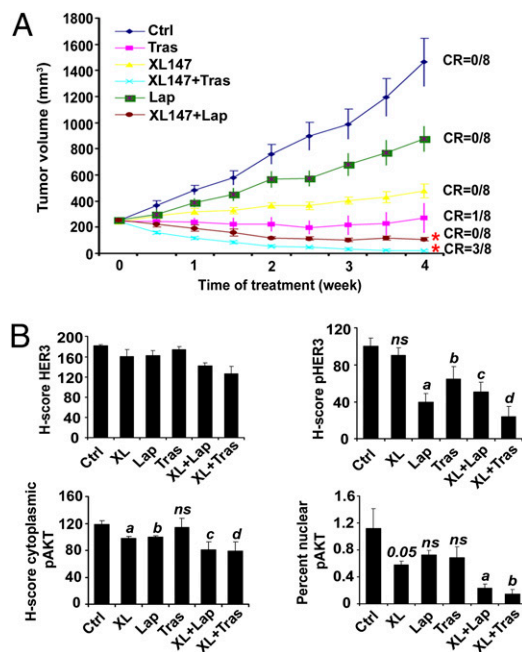 A
Tumor volume (mm³)
1800
1600
1400
1200
1000
800
600
400
200
0
Ctrl
Tras
XL147
XL147+Tras
Lap
XL147+Lap
CR=0/8
CR=0/8
CR=0/8
CR=1/8
CR=0/8
*
CR=3/8
*
0 1 2 3 4
Time of treatment (week)
B
H-score HER3
200
160
120
80
40
0
Ctrl XL Lap Tras XL+Lap XL+Tras
H-score pHER3
120
80
40
0
ns a b c d
Ctrl XL Lap Tras XL+Lap XL+Tras
H-score cytoplasmic
pAKT
160
120
80
40
0
a b ns c d
Ctrl XL Lap Tras XL+Lap XL+Tras
Percent nuclear
pAKT
1.6
1.2
0.8
0.4
0
0.05 ns ns a b
Ctrl XL Lap Tras XL+Lap XL+Tras